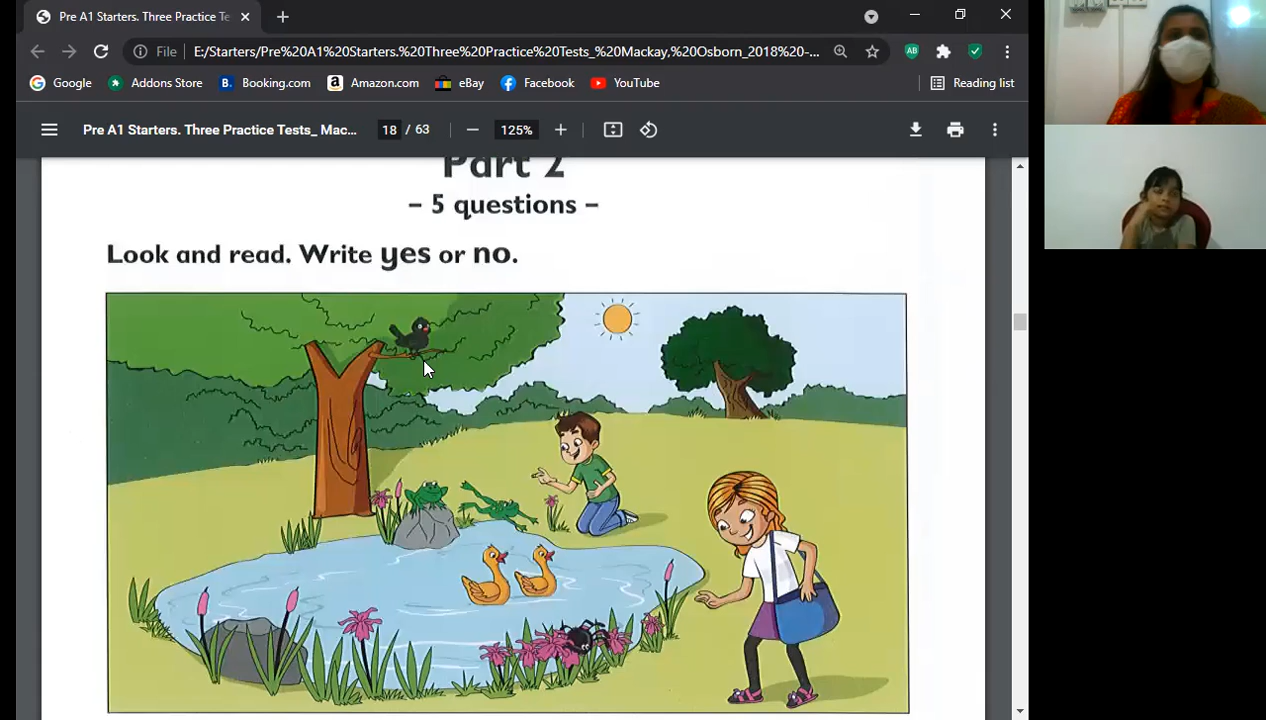 Pre A1 Starters. Three Practice Te
File E:/Starters/Pre%20A1%20Starters.%20Three%20Practice%20Tests_%20Mackay,%20Osborn_2018%20-...
Google Addons Store B. Booking.com Amazon.com eBay Facebook YouTube Reading list
Pre A1 Starters. Three Practice Tests_ Mac... 18 / 63 125%
Part 2
– 5 questions –
Look and read. Write yes or no.